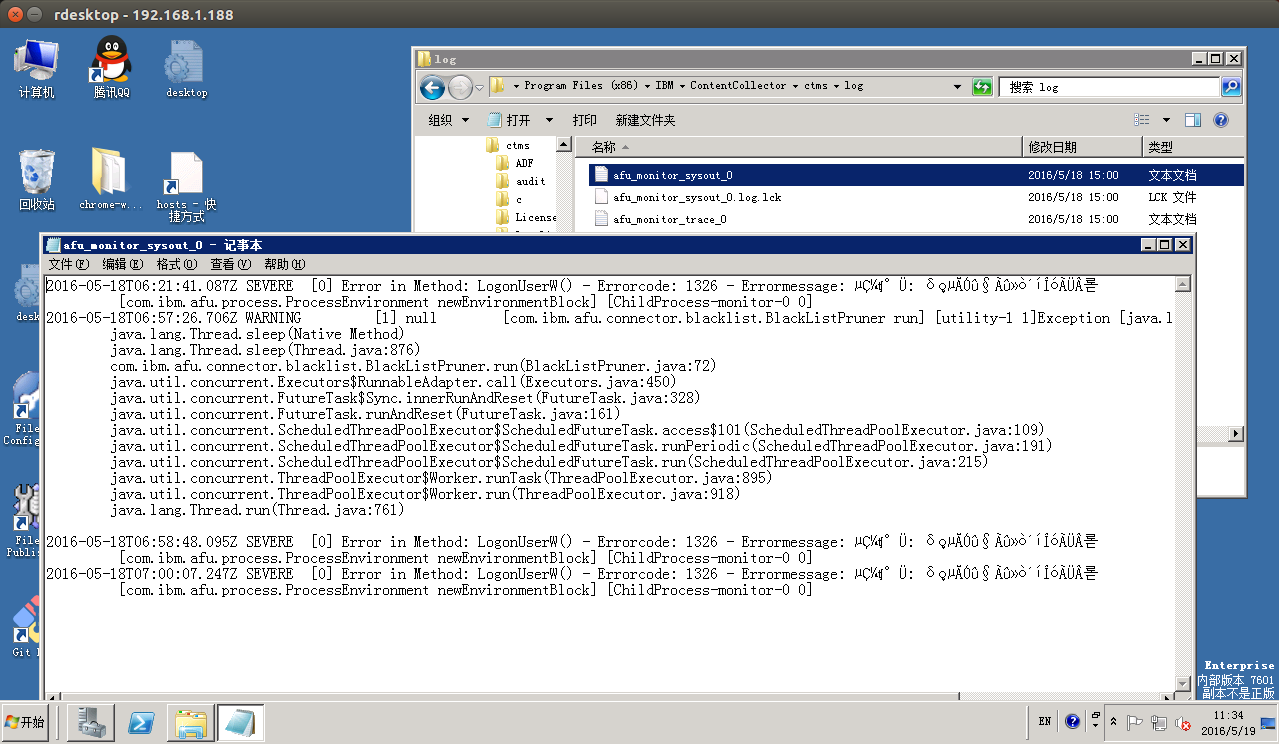 rdesktop - 192.168.1.188
计算机
腾讯QQ
desktop
回收站
chrome-w...
hosts - 快
捷方式
log
Program Files (x86) IBM ContentCollector ctms log
搜索 log
组织 打开 打印 新建文件夹
ctms
ADF
audit
c
License
名称 修改日期 类型
afu_monitor_sysout_0 2016/5/18 15:00 文本文档
afu_monitor_sysout_0.log.lck 2016/5/18 15:00 LCK 文件
afu_monitor_trace_0 2016/5/18 15:00 文本文档
afu_monitor_sysout_0 - 记事本
文件(F) 编辑(E) 格式(O) 查看(V) 帮助(H)
2016-05-18T06:21:41.087Z SEVERE [0] Error in Method: LogonUserW() - Errorcode: 1326 - Errormessage:
[com.ibm.afu.process.ProcessEnvironment newEnvironmentBlock] [ChildProcess-monitor-0 0]
2016-05-18T06:57:26.706Z WARNING [1] null [com.ibm.afu.connector.blacklist.BlackListPruner run] [utility-1 1]Exception [java.l
java.lang.Thread.sleep(Native Method)
java.lang.Thread.sleep(Thread.java:876)
com.ibm.afu.connector.blacklist.BlackListPruner.run(BlackListPruner.java:72)
java.util.concurrent.Executors$RunnableAdapter.call(Executors.java:450)
java.util.concurrent.FutureTask$Sync.innerRunAndReset(FutureTask.java:328)
java.util.concurrent.FutureTask.runAndReset(FutureTask.java:161)
java.util.concurrent.ScheduledThreadPoolExecutor$ScheduledFutureTask.access$101(ScheduledThreadPoolExecutor.java:109)
java.util.concurrent.ScheduledThreadPoolExecutor$ScheduledFutureTask.runPeriodic(ScheduledThreadPoolExecutor.java:191)
java.util.concurrent.ScheduledThreadPoolExecutor$ScheduledFutureTask.run(ScheduledThreadPoolExecutor.java:215)
java.util.concurrent.ThreadPoolExecutor$Worker.runTask(ThreadPoolExecutor.java:895)
java.util.concurrent.ThreadPoolExecutor$Worker.run(ThreadPoolExecutor.java:918)
java.lang.Thread.run(Thread.java:761)
2016-05-18T06:58:48.095Z SEVERE [0] Error in Method: LogonUserW() - Errorcode: 1326 - Errormessage:
[com.ibm.afu.process.ProcessEnvironment newEnvironmentBlock] [ChildProcess-monitor-0 0]
2016-05-18T07:00:07.247Z SEVERE [0] Error in Method: LogonUserW() - Errorcode: 1326 - Errormessage:
[com.ibm.afu.process.ProcessEnvironment newEnvironmentBlock] [ChildProcess-monitor-0 0]
desk
File
Config
File
Publis
Git
Enterprise
内部版本 7601
副本不是正版
开始
EN
11:34
2016/5/19